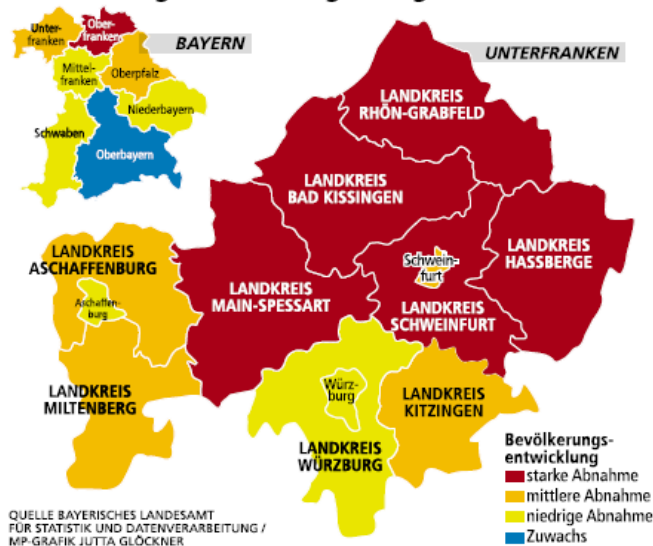 BAYERN
Unter-
franken
Ober-
franken
Mittel-
franken
Oberpfalz
Niederbayern
Schwaben
Oberbayern
UNTERFRANKEN
LANDKREIS
RHÖN-GRABFELD
LANDKREIS
BAD KISSINGEN
LANDKREIS
HASSBERGE
Schwein-
furt
LANDKREIS
SCHWEINFURT
LANDKREIS
MAIN-SPESSART
LANDKREIS
ASCHAFFENBURG
Aschaffen-
burg
LANDKREIS
MILTENBERG
Würz-
burg
LANDKREIS
WÜRZBURG
LANDKREIS
KITZINGEN
Bevölkerungs-
entwicklung
starke Abnahme
mittlere Abnahme
niedrige Abnahme
Zuwachs
QUELLE BAYERISCHES LANDESAMT
FÜR STATISTIK UND DATENVERARBEITUNG /
MP-GRAFIK JUTTA GLÖCKNER